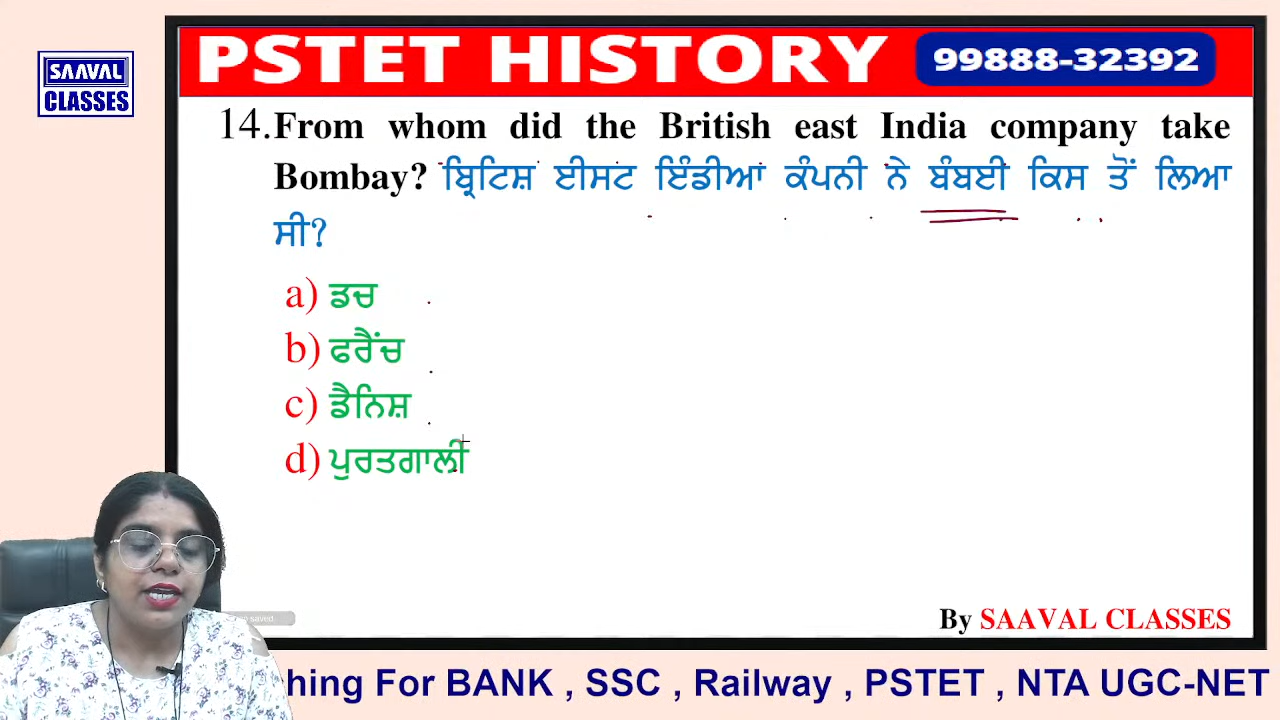 SAAVAL
CLASSES
PSTET HISTORY
99888-32392
14.From whom did the British east India company take
Bombay? ਬ੍ਰਿਟਿਸ਼ ਈਸਟ ਇੰਡੀਆਂ ਕੰਪਨੀ ਨੇ ਬੰਬਈ ਕਿਸ ਤੋਂ ਲਿਆ
ਸੀ?
a) ਡਚ
b) ਫਰੈਂਚ
c) ਡੈਨਿਸ਼
d) ਪੁਰਤਗਾਲੀ
saved.
By SAAVAL CLASSES
hing For BANK , SSC , Railway , PSTET , NTA UGC-NET